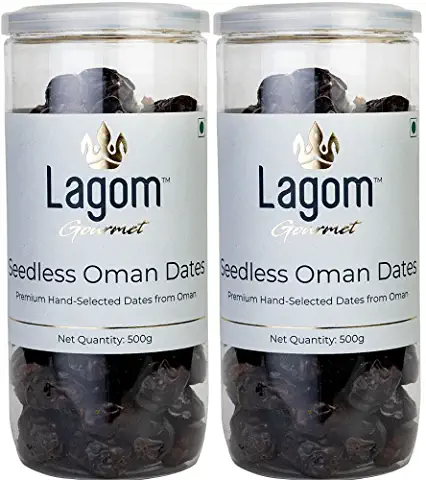 Lagom™
Gourmet
Seedless Oman Dates
Premium Hand-Selected Dates from Oman
Net Quantity: 500g
Lagom™
Gourmet
Seedless Oman Dates
Premium Hand-Selected Dates from Oman
Net Quantity: 500g